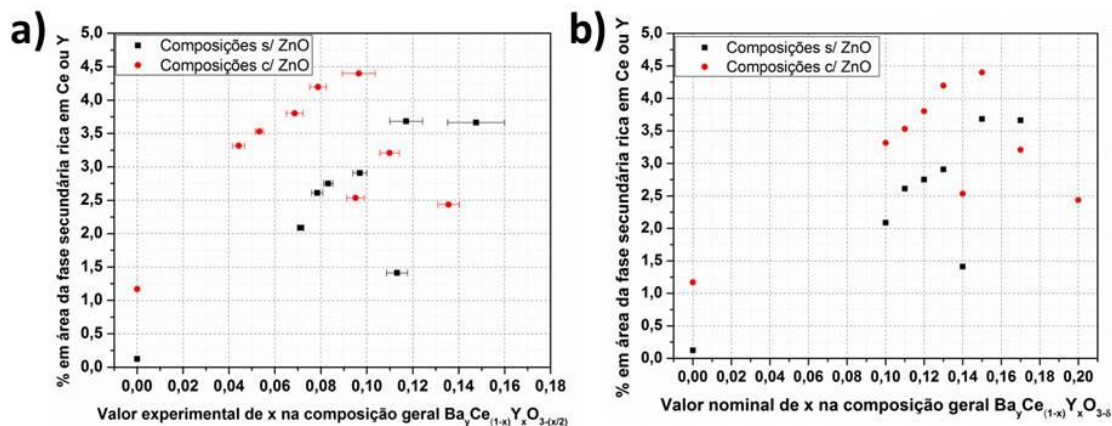 a)
5,0
4,5
4,0
3,5
3,0
2,5
2,0
1,5
1,0
0,5
0,0
% em área da fase secundária rica em Ce ou Y
Composições s/ ZnO
Composições c/ ZnO
0,00 0,02 0,04 0,06 0,08 0,10 0,12 0,14 0,16 0,18
Valor experimental de x na composição geral BayCe(1-x)YxO3-(x/2)
b)
5,0
4,5
4,0
3,5
3,0
2,5
2,0
1,5
1,0
0,5
0,0
% em área da fase secundária rica em Ce ou Y
Composições s/ ZnO
Composições c/ ZnO
0,00 0,02 0,04 0,06 0,08 0,10 0,12 0,14 0,16 0,18 0,20
Valor nominal de x na composição geral BayCe(1-x)YxO3-δ